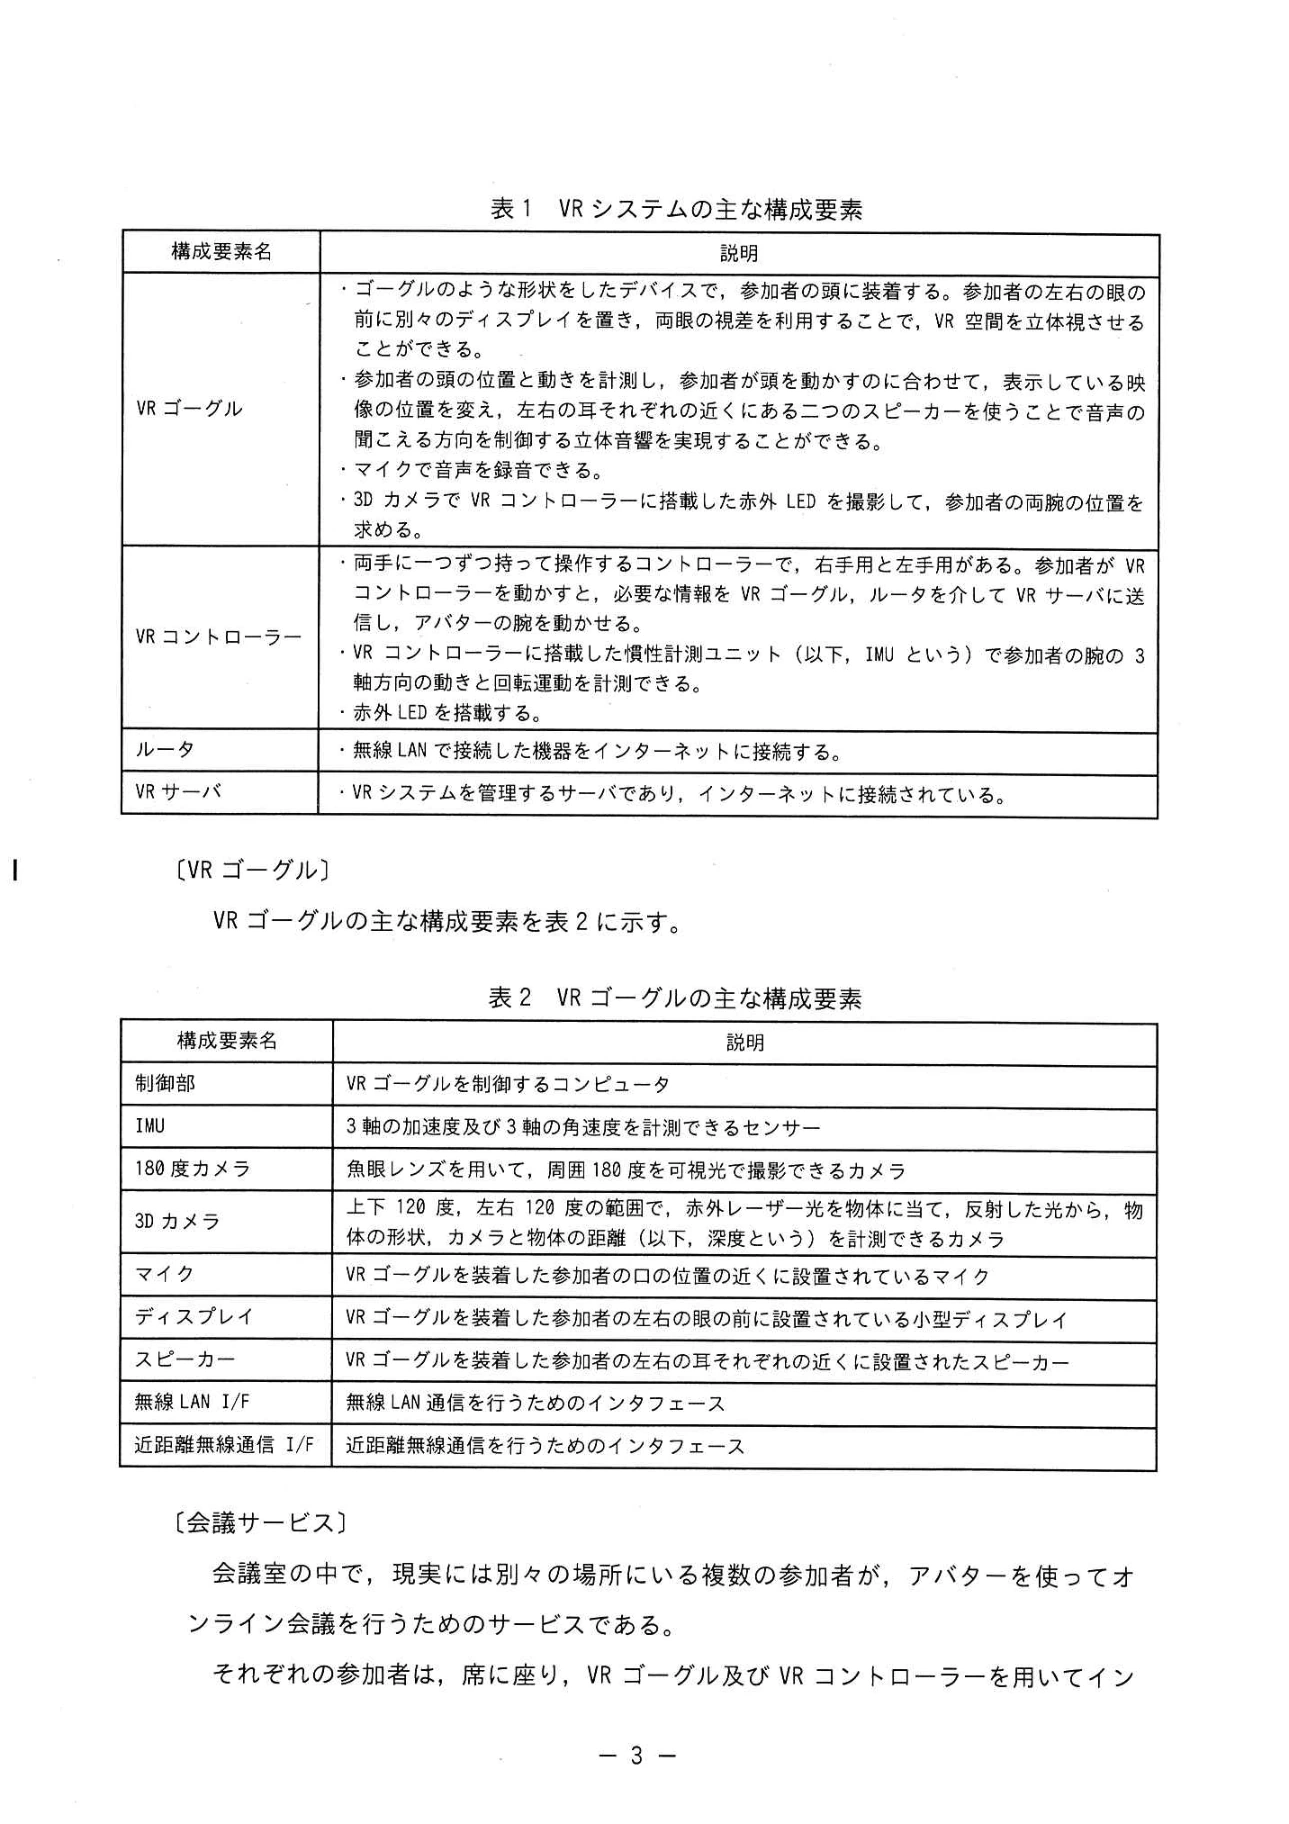 表1 VRシステムの主な構成要素
構成要素名 説明
VRゴーグル
・ゴーグルのような形状をしたデバイスで，参加者の頭に装着する。参加者の左右の眼の
前に別々のディスプレイを置き，両眼の視差を利用することで，VR 空間を立体視させる
ことができる。
・参加者の頭の位置と動きを計測し，参加者が頭を動かすのに合わせて，表示している映
像の位置を変え，左右の耳それぞれの近くにある二つのスピーカーを使うことで音声の
聞こえる方向を制御する立体音響を実現することができる。
・マイクで音声を録音できる。
・3D カメラで VR コントローラーに搭載した赤外 LED を撮影して，参加者の両腕の位置を
求める。
VRコントローラー
・両手に一つずつ持って操作するコントローラーで，右手用と左手用がある。参加者が VR
コントローラーを動かすと，必要な情報を VR ゴーグル，ルータを介して VR サーバに送
信し，アバターの腕を動かせる。
・VR コントローラーに搭載した慣性計測ユニット（以下，IMU という）で参加者の腕の 3
軸方向の動きと回転運動を計測できる。
・赤外LEDを搭載する。
ルータ ・無線LANで接続した機器をインターネットに接続する。
VRサーバ ・VRシステムを管理するサーバであり，インターネットに接続されている。
〔VR ゴーグル〕
VR ゴーグルの主な構成要素を表2に示す。
表2 VRゴーグルの主な構成要素
構成要素名 説明
制御部 VRゴーグルを制御するコンピュータ
IMU 3軸の加速度及び3軸の角速度を計測できるセンサー
180度カメラ 魚眼レンズを用いて，周囲180度を可視光で撮影できるカメラ
3Dカメラ
上下 120 度，左右 120 度の範囲で，赤外レーザー光を物体に当て，反射した光から，物
体の形状，カメラと物体の距離（以下，深度という）を計測できるカメラ
マイク VRゴーグルを装着した参加者の口の位置の近くに設置されているマイク
ディスプレイ VRゴーグルを装着した参加者の左右の眼の前に設置されている小型ディスプレイ
スピーカー VRゴーグルを装着した参加者の左右の耳それぞれの近くに設置されたスピーカー
無線LAN I/F 無線LAN通信を行うためのインタフェース
近距離無線通信 I/F 近距離無線通信を行うためのインタフェース
〔会議サービス〕
会議室の中で，現実には別々の場所にいる複数の参加者が，アバターを使ってオ
ンライン会議を行うためのサービスである。
それぞれの参加者は，席に座り，VR ゴーグル及び VR コントローラーを用いてイン
－ 3 －